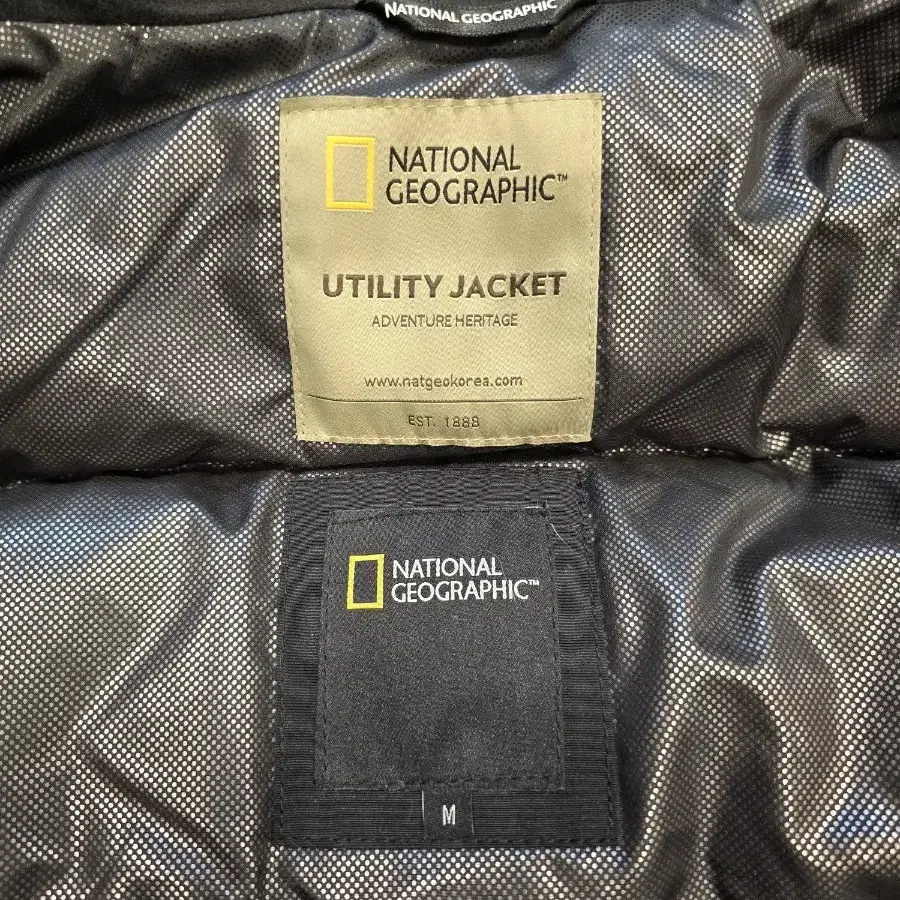 NATIONAL GEOGRAPHIC
NATIONAL
GEOGRAPHIC™
UTILITY JACKET
ADVENTURE HERITAGE
www.natgeokorea.com
EST. 1888
NATIONAL
GEOGRAPHIC™
M